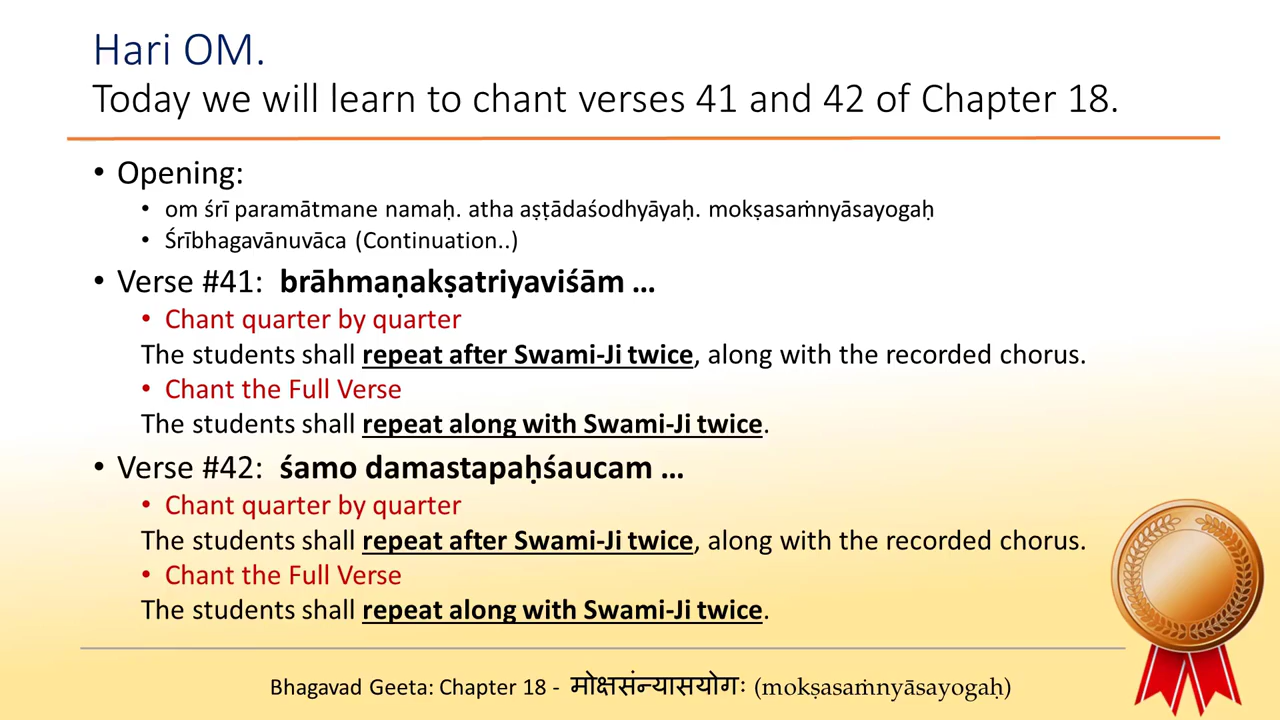 Hari OM.
Today we will learn to chant verses 41 and 42 of Chapter 18.
• Opening:
• om śrī paramātmane namaḥ. atha aṣṭādaśodhyāyaḥ. mokṣasaṁnyāsayogaḥ
• Śrībhagavānuvāca (Continuation..)
• Verse #41: brāhmaṇakṣatriyaviśām ...
• Chant quarter by quarter
The students shall repeat after Swami-Ji twice, along with the recorded chorus.
• Chant the Full Verse
The students shall repeat along with Swami-Ji twice.
• Verse #42: śamo damastapaḥśaucam ...
• Chant quarter by quarter
The students shall repeat after Swami-Ji twice, along with the recorded chorus.
• Chant the Full Verse
The students shall repeat along with Swami-Ji twice.
Bhagavad Geeta: Chapter 18 - मोक्षसंन्यासयोगः (mokṣasaṁnyāsayogaḥ)